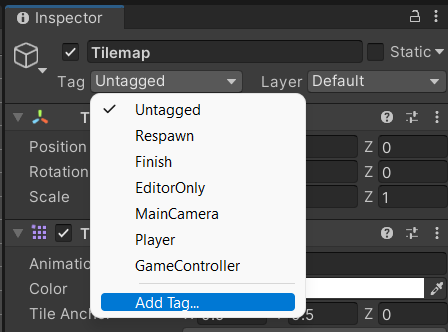 Inspector
Tilemap
Static
Tag Untagged Layer Default
Untagged
Respawn
Finish
EditorOnly
MainCamera
Player
GameController
Add Tag...
T
Position Z 0
Rotation Z 0
Scale Z 1
T
Animatio
Color
Tile Anchor Z 0